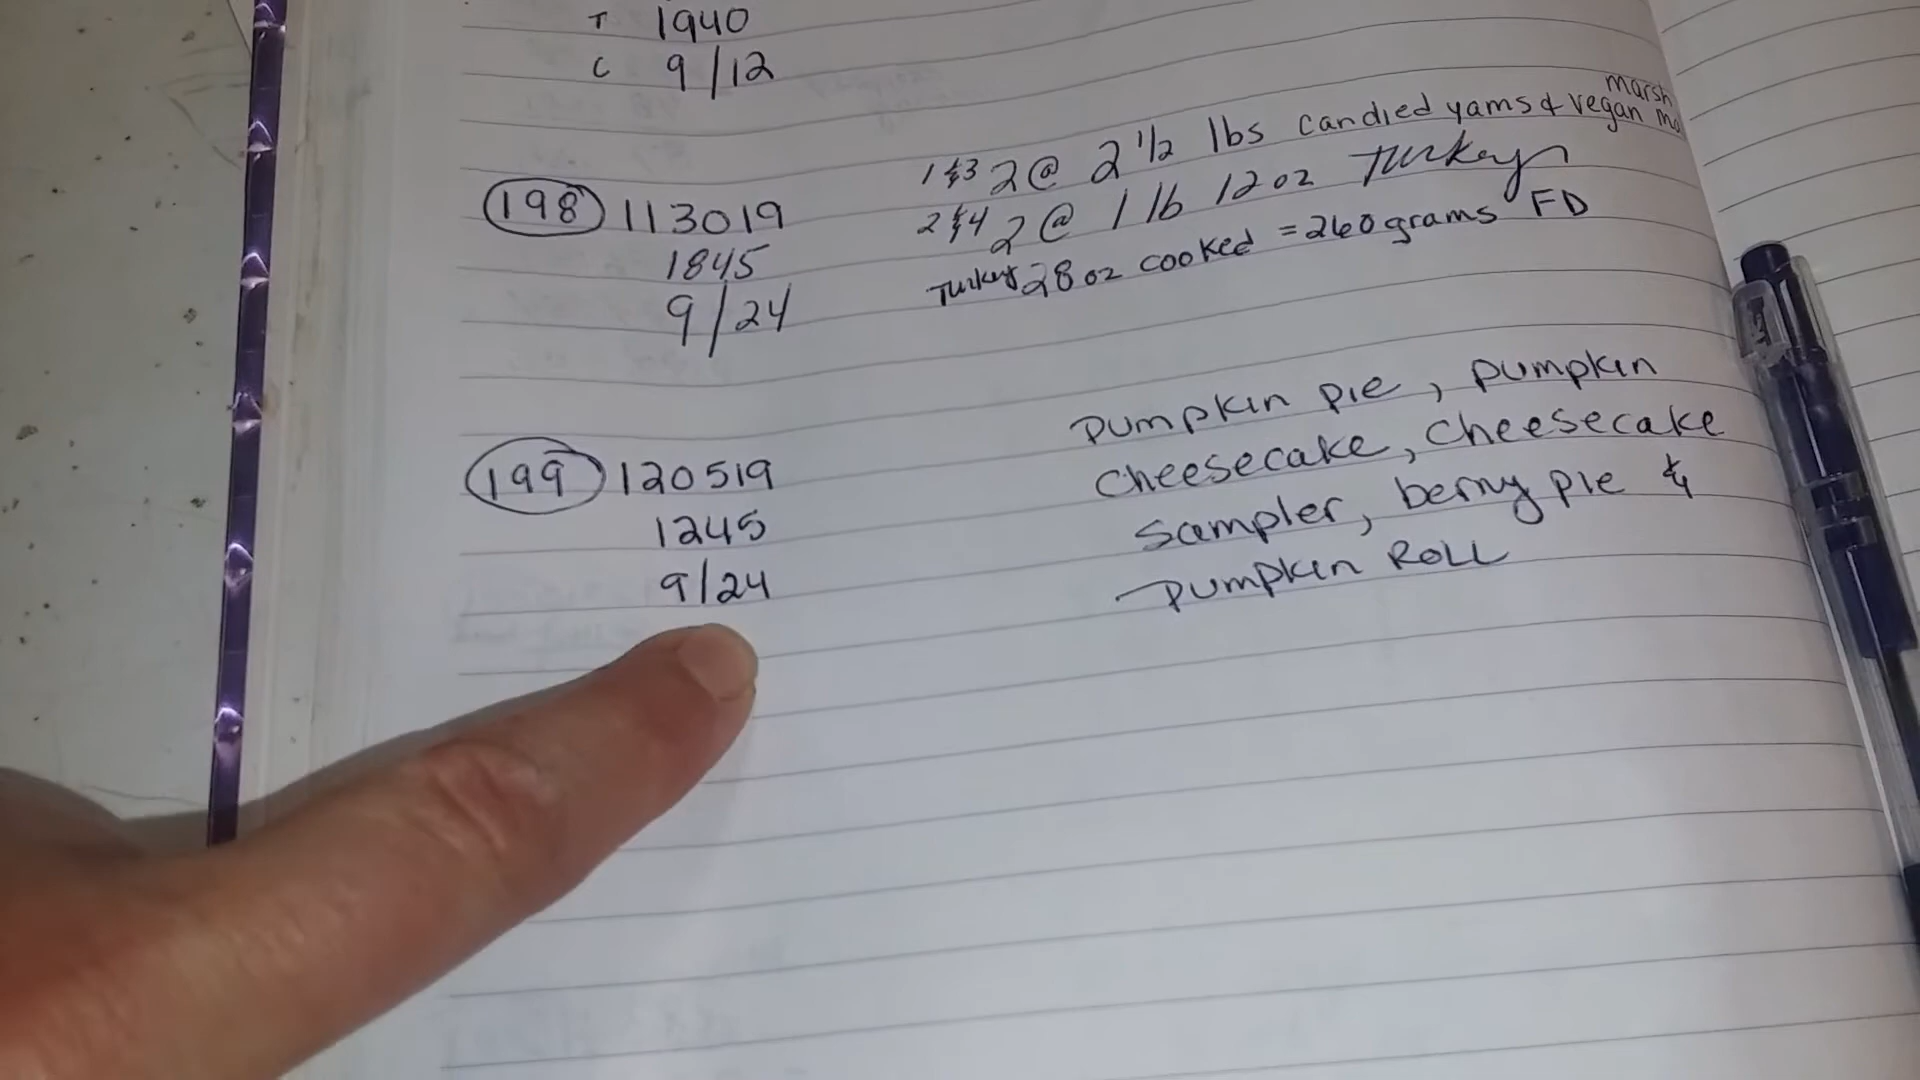 T 1940
C 9/12
marsh
1&3 2@ 2 1/2 lbs candied yams & vegan
198 113019 2&4 2@ 1 lb 12 oz Turkey
1845 Turkey 28 oz cooked = 260 grams FD
9/24
Pumpkin pie, pumpkin
199 120519 cheesecake, cheesecake
1245 sampler, berry pie &
9/24 pumpkin ROLL